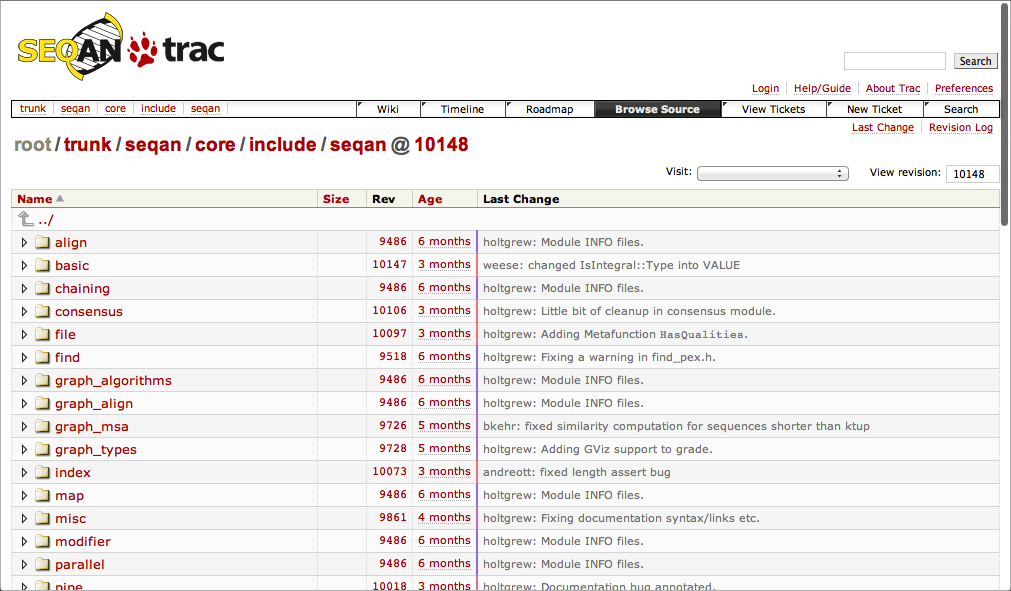 SEQAN trac
Search
Login Help/Guide About Trac Preferences
trunk seqan core include seqan Wiki Timeline Roadmap Browse Source View Tickets New Ticket Search
Last Change Revision Log
root / trunk / seqan / core / include / seqan @ 10148
Visit: View revision: 10148
Name Size Rev Age Last Change
../
align 9486 6 months holtgrew: Module INFO files.
basic 10147 3 months weese: changed IsIntegral::Type into VALUE
chaining 9486 6 months holtgrew: Module INFO files.
consensus 10106 3 months holtgrew: Little bit of cleanup in consensus module.
file 10097 3 months holtgrew: Adding Metafunction HasQualities.
find 9518 6 months holtgrew: Fixing a warning in find_pex.h.
graph_algorithms 9486 6 months holtgrew: Module INFO files.
graph_align 9486 6 months holtgrew: Module INFO files.
graph_msa 9726 5 months bkehr: fixed similarity computation for sequences shorter than ktup
graph_types 9728 5 months holtgrew: Adding GViz support to grade.
index 10073 3 months andreott: fixed length assert bug
map 9486 6 months holtgrew: Module INFO files.
misc 9861 4 months holtgrew: Fixing documentation syntax/links etc.
modifier 9486 6 months holtgrew: Module INFO files.
parallel 9486 6 months holtgrew: Module INFO files.
pipe 10018 3 months holtgrew: Documentation bug annotated.